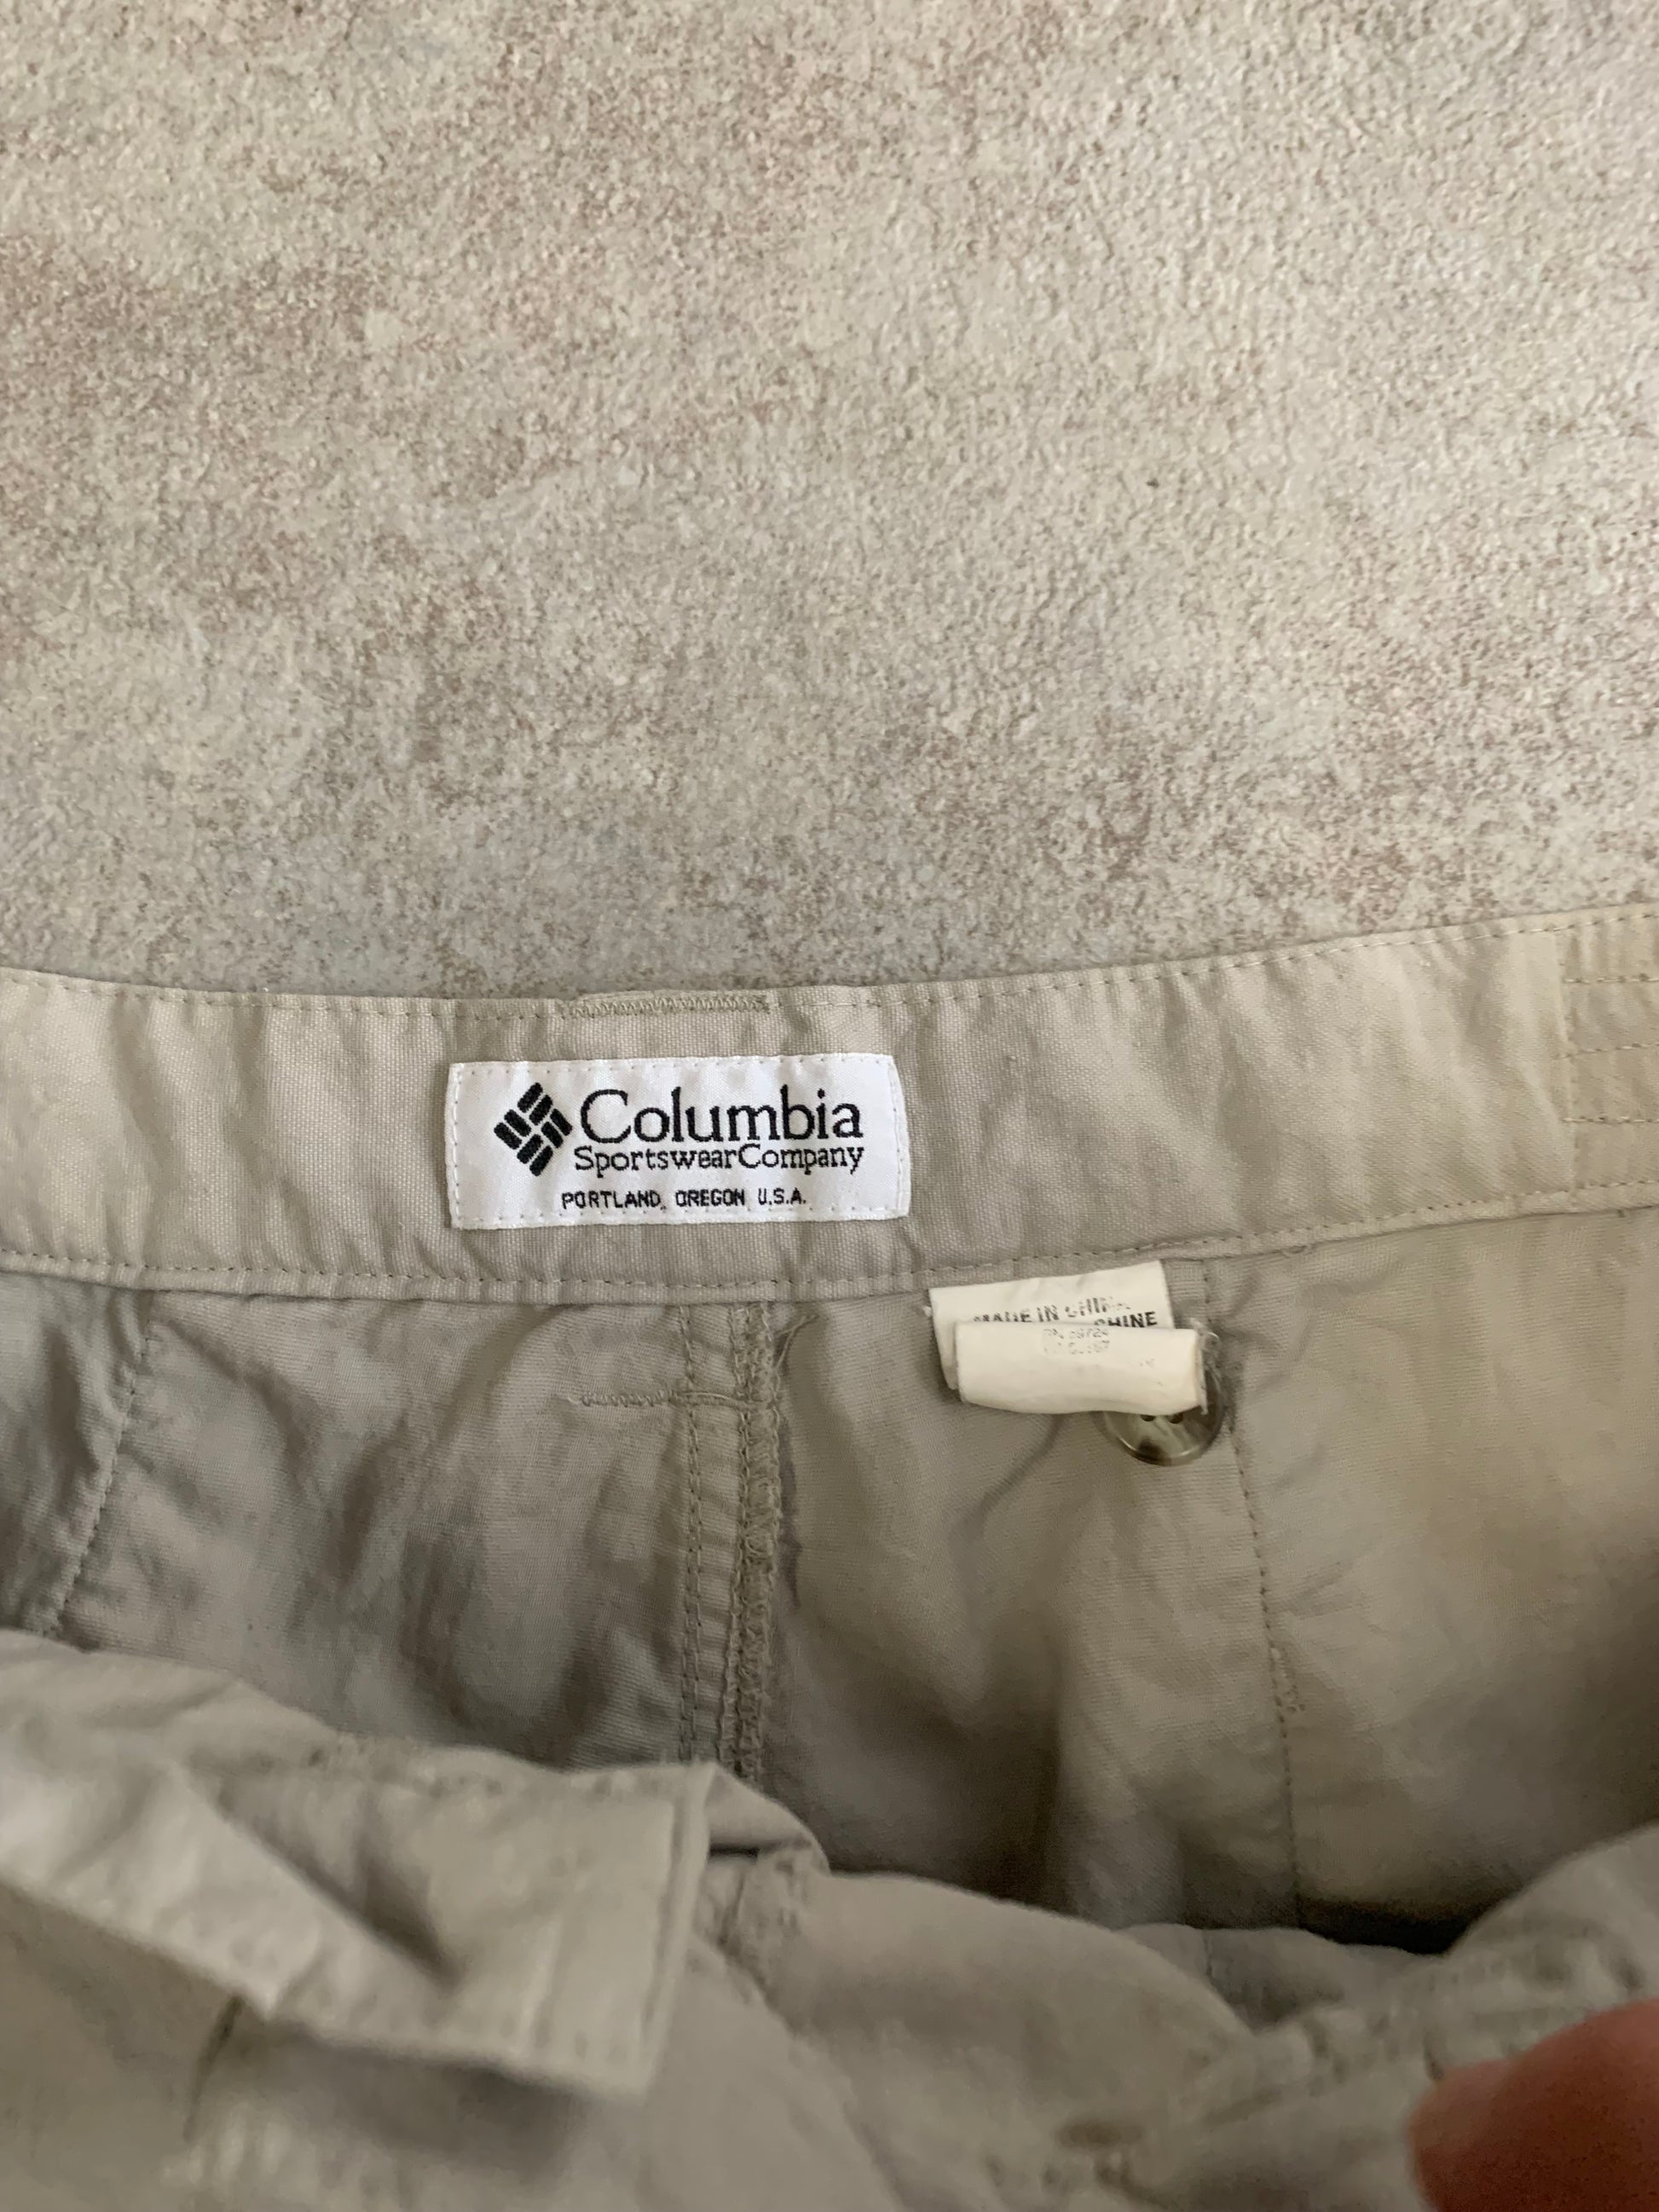 Columbia
SportswearCompany
PORTLAND, OREGON U.S.A.
MADE IN CHINA
CHINE